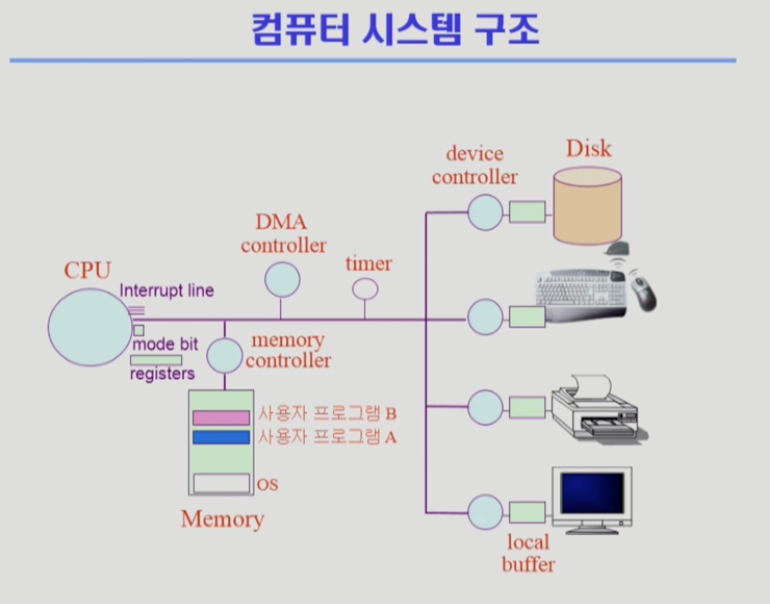 컴퓨터 시스템 구조
device
controller
Disk
DMA
controller
timer
CPU
Interrupt line
mode bit
registers
memory
controller
사용자 프로그램 B
사용자 프로그램 A
OS
Memory
local
buffer